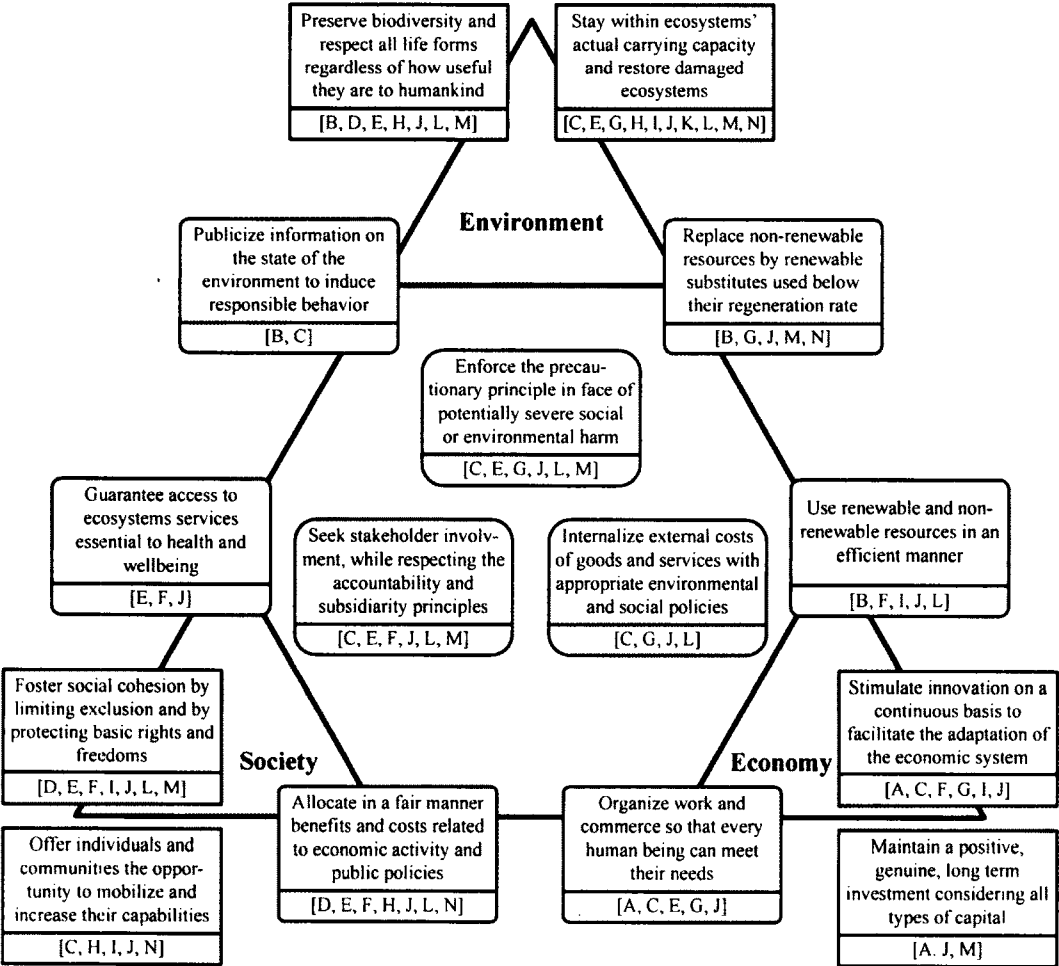 Preserve biodiversity and
respect all life forms
regardless of how useful
they are to humankind
[B, D, E, H, J, L, M]
Stay within ecosystems'
actual carrying capacity
and restore damaged
ecosystems
[C, E, G, H, I, J, K, L, M, N]
Environment
Publicize information on
the state of the
environment to induce
responsible behavior
[B, C]
Replace non-renewable
resources by renewable
substitutes used below
their regeneration rate
[B, G, J, M, N]
Enforce the precau-
tionary principle in face of
potentially severe social
or environmental harm
[C, E, G, J, L, M]
Guarantee access to
ecosystems services
essential to health and
wellbeing
[E, F, J]
Seek stakeholder involv-
ment, while respecting the
accountability and
subsidiarity principles
[C, E, F, J, L, M]
Internalize external costs
of goods and services with
appropriate environmental
and social policies
[C, G, J, L]
Use renewable and non-
renewable resources in an
efficient manner
[B, F, I, J, L]
Foster social cohesion by
limiting exclusion and by
protecting basic rights and
freedoms
[D, E, F, I, J, L, M]
Society
Economy
Stimulate innovation on a
continuous basis to
facilitate the adaptation of
the economic system
[A, C, F, G, I, J]
Offer individuals and
communities the oppor-
tunity to mobilize and
increase their capabilities
[C, H, I, J, N]
Allocate in a fair manner
benefits and costs related
to economic activity and
public policies
[D, E, F, H, J, L, N]
Organize work and
commerce so that every
human being can meet
their needs
[A, C, E, G, J]
Maintain a positive,
genuine, long term
investment considering all
types of capital
[A. J, M]